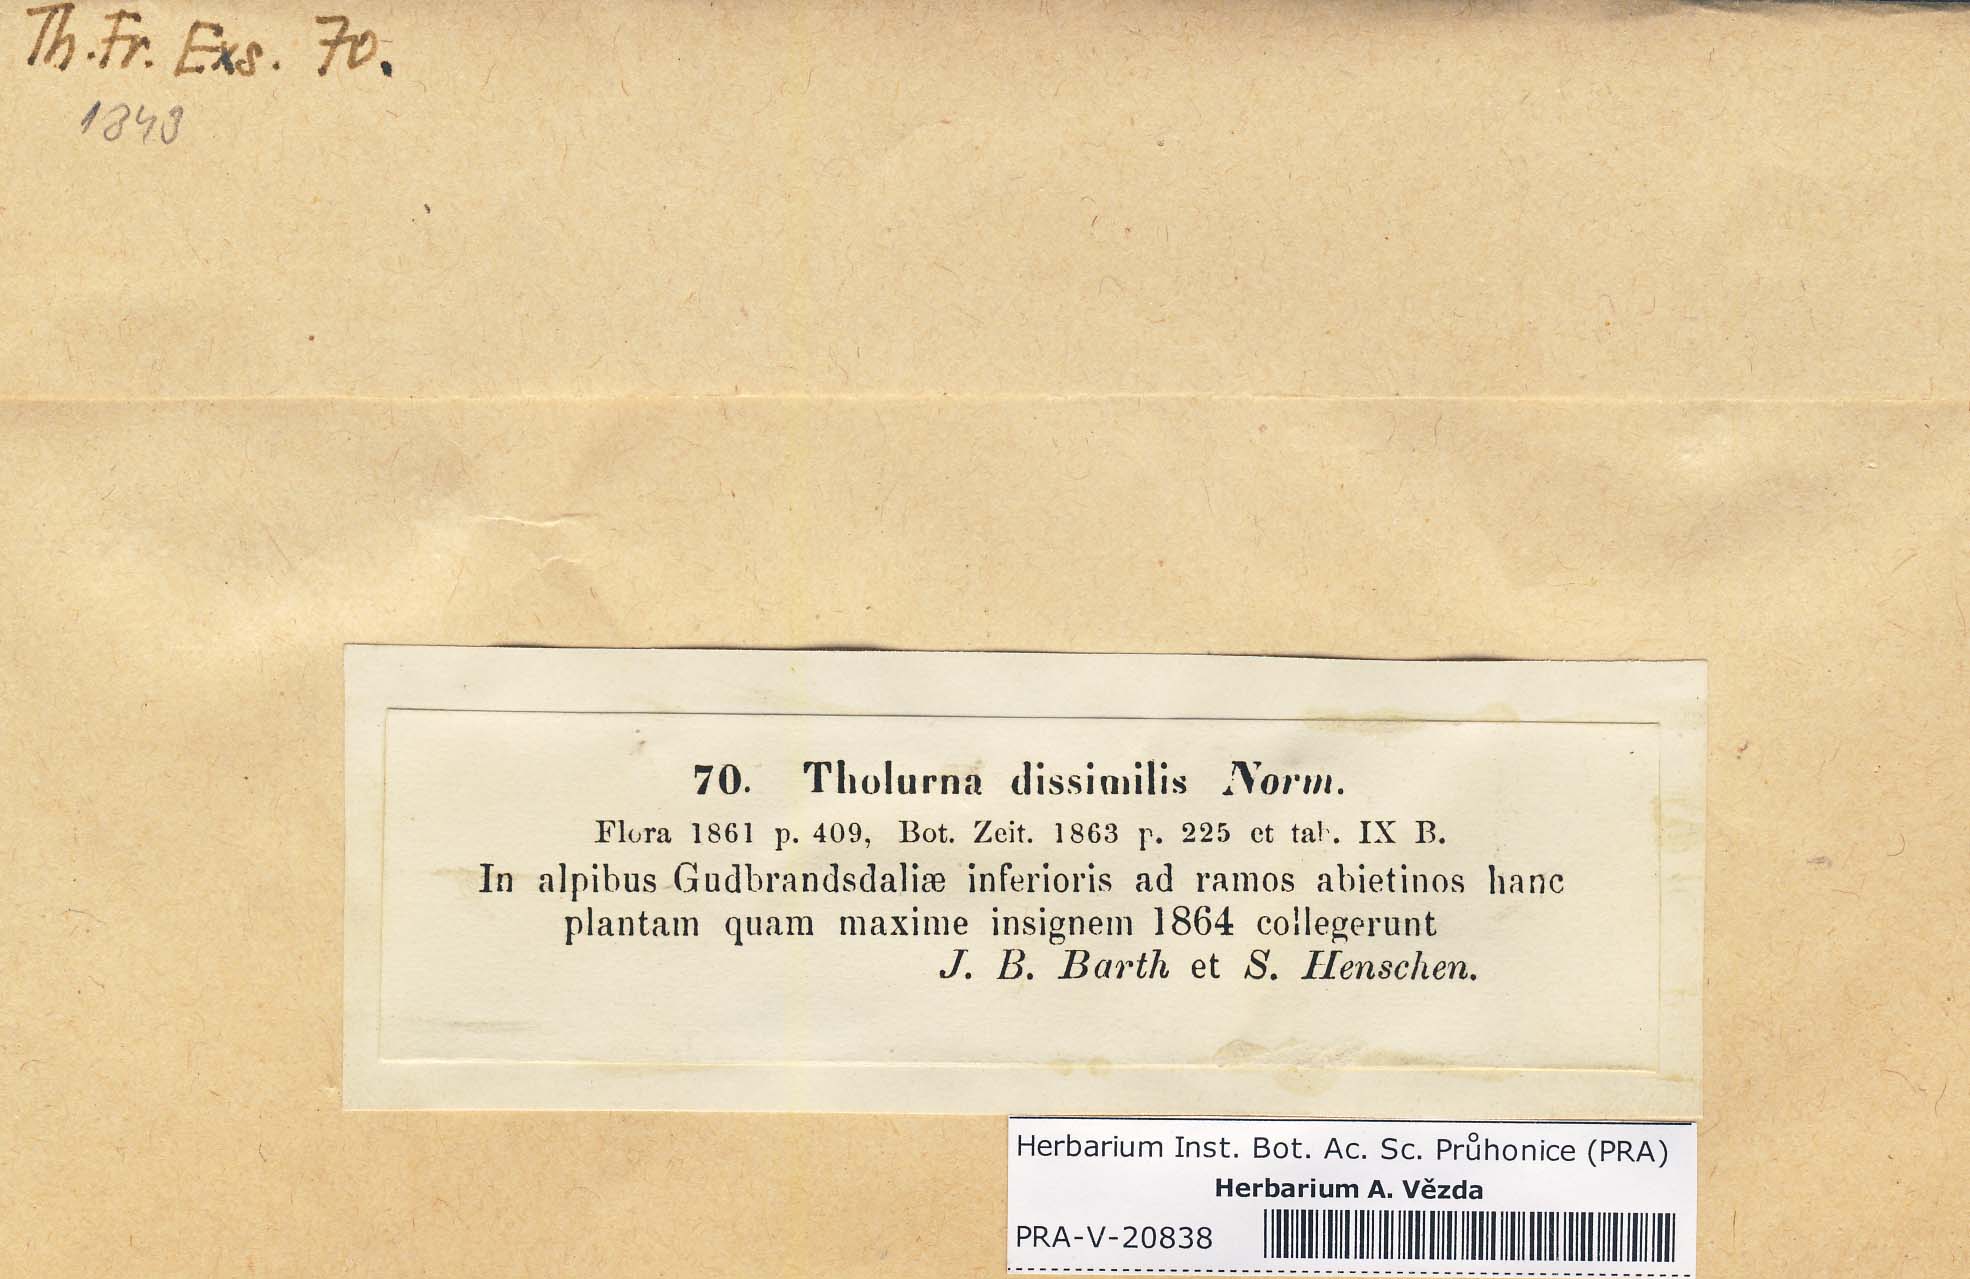 Th. Fr. Exs. 70.
1849
70. Tholurna dissimilis Norm.
Flora 1861 p. 409, Bot. Zeit. 1863 p. 225 et tab. IX B.
In alpibus Gudbrandsdaliæ inferioris ad ramos abietinos hanc
plantam quam maxime insignem 1864 collegerunt
J. B. Barth et S. Henschen.
Herbarium Inst. Bot. Ac. Sc. Průhonice (PRA)
Herbarium A. Vězda
PRA-V-20838